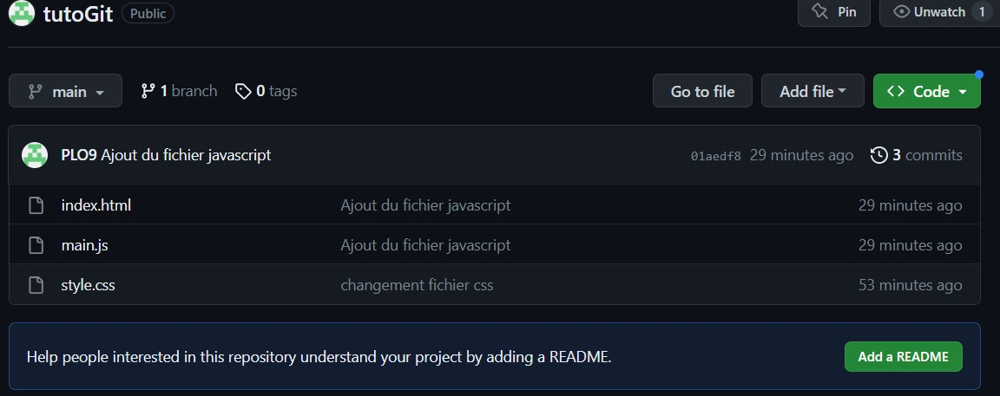 tutoGit Public Pin Unwatch 1
main 1 branch 0 tags Go to file Add file <> Code
PLO9 Ajout du fichier javascript 01aedf8 29 minutes ago 3 commits
index.html Ajout du fichier javascript 29 minutes ago
main.js Ajout du fichier javascript 29 minutes ago
style.css changement fichier css 53 minutes ago
Help people interested in this repository understand your project by adding a README. Add a README